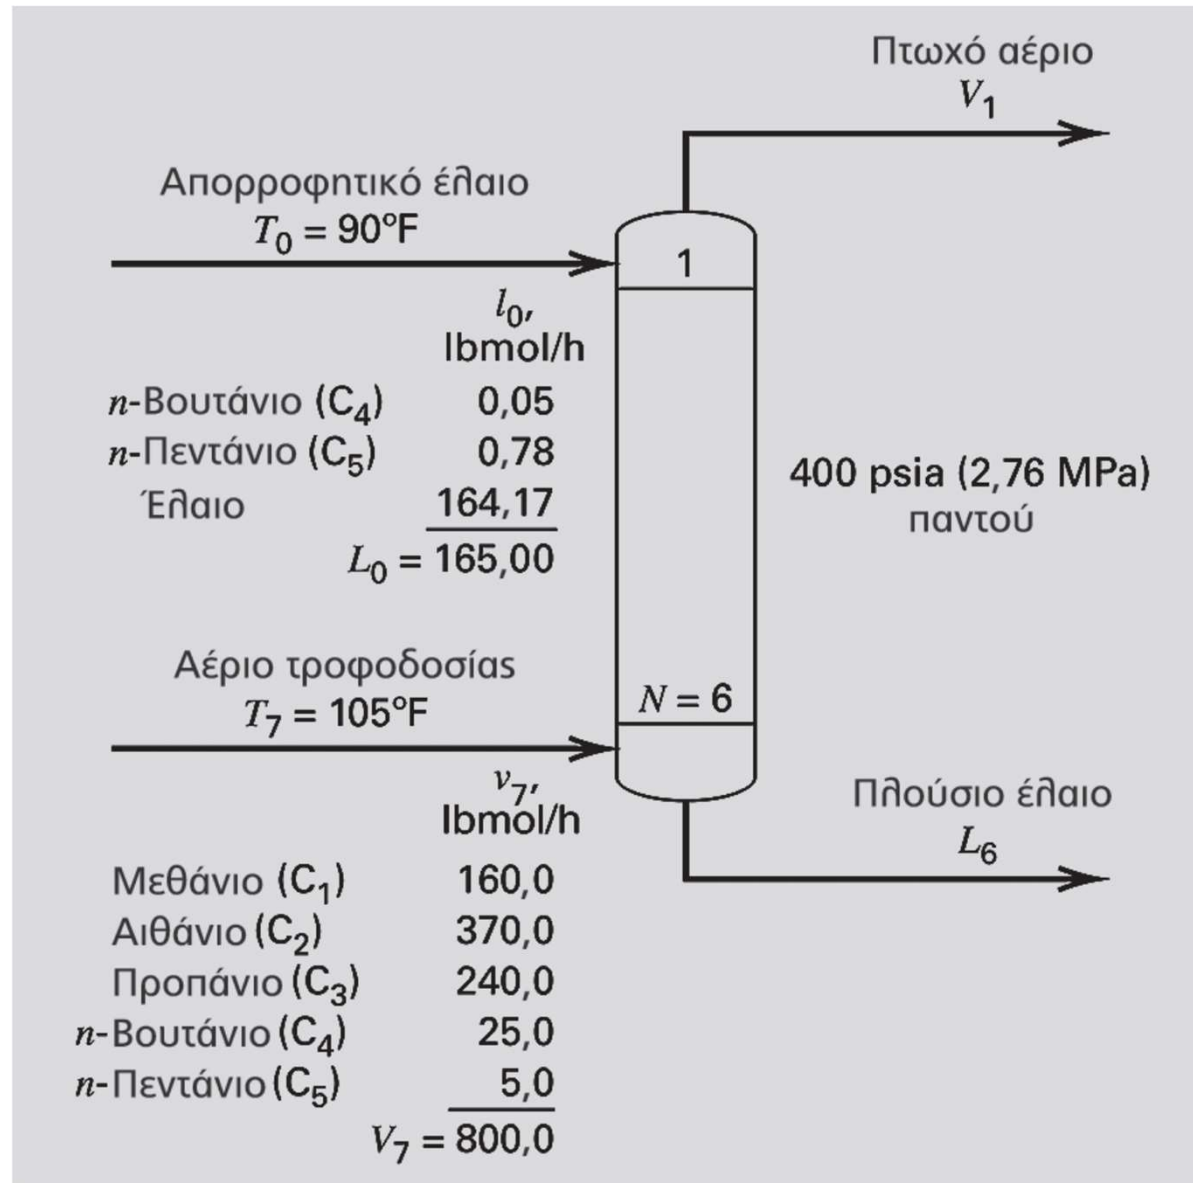 Πτωχό αέριο
V₁
Απορροφητικό έλαιο
T₀ = 90°F
1
l₀,
lbmol/h
n-Βουτάνιο (C₄) 0,05
n-Πεντάνιο (C₅) 0,78
Έλαιο 164,17
L₀ = 165,00
400 psia (2,76 MPa)
παντού
Αέριο τροφοδοσίας
T₇ = 105°F
N = 6
v₇,
lbmol/h
Πλούσιο έλαιο
L₆
Μεθάνιο (C₁) 160,0
Αιθάνιο (C₂) 370,0
Προπάνιο (C₃) 240,0
n-Βουτάνιο (C₄) 25,0
n-Πεντάνιο (C₅) 5,0
V₇ = 800,0